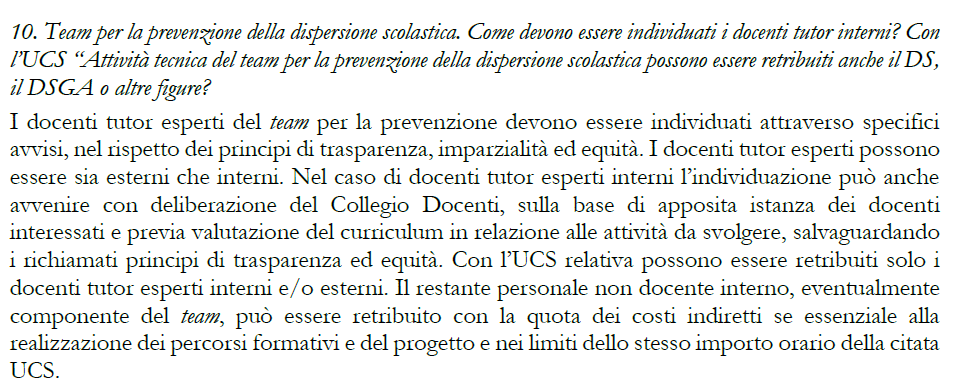 10. Team per la prevenzione della dispersione scolastica. Come devono essere individuati i docenti tutor interni? Con
l'UCS “Attività tecnica del team per la prevenzione della dispersione scolastica possono essere retribuiti anche il DS,
il DSGA o altre figure?
I docenti tutor esperti del team per la prevenzione devono essere individuati attraverso specifici
avvisi, nel rispetto dei principi di trasparenza, imparzialità ed equità. I docenti tutor esperti possono
essere sia esterni che interni. Nel caso di docenti tutor esperti interni l'individuazione può anche
avvenire con deliberazione del Collegio Docenti, sulla base di apposita istanza dei docenti
interessati e previa valutazione del curriculum in relazione alle attività da svolgere, salvaguardando
i richiamati principi di trasparenza ed equità. Con l'UCS relativa possono essere retribuiti solo i
docenti tutor esperti interni e/o esterni. Il restante personale non docente interno, eventualmente
componente del team, può essere retribuito con la quota dei costi indiretti se essenziale alla
realizzazione dei percorsi formativi e del progetto e nei limiti dello stesso importo orario della citata
UCS.